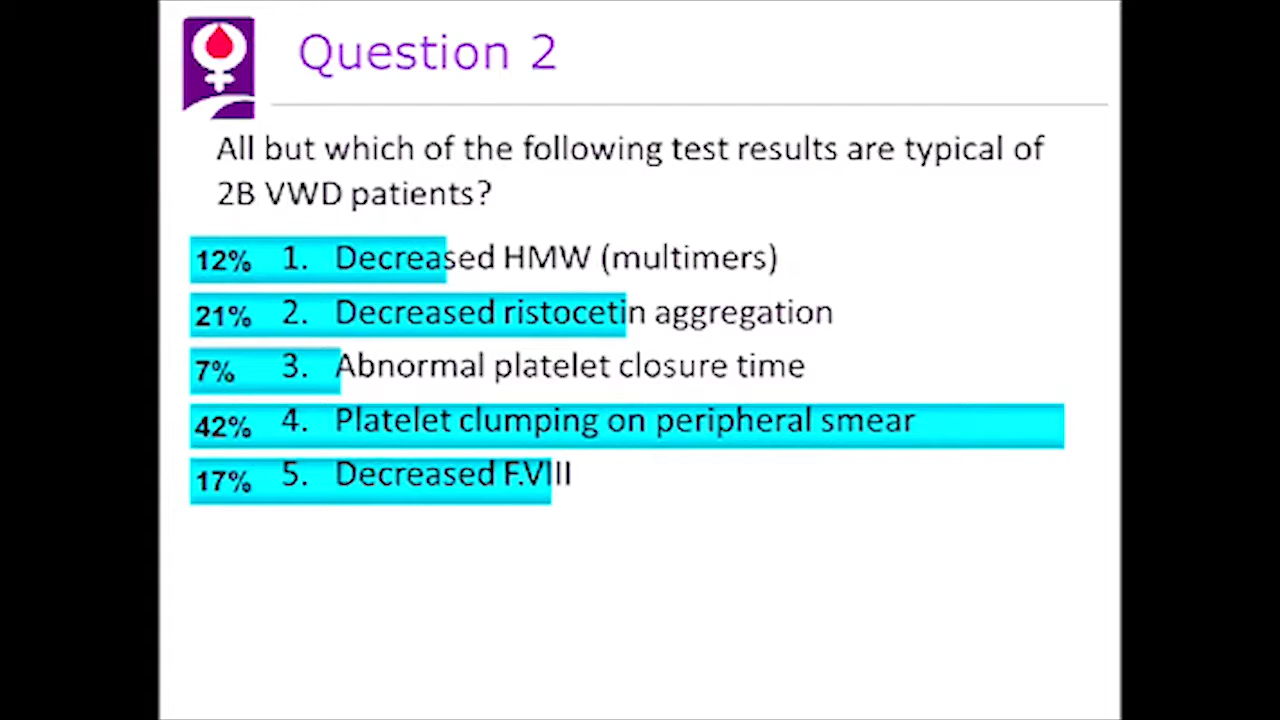 Question 2
All but which of the following test results are typical of
2B VWD patients?
12% 1. Decreased HMW (multimers)
21% 2. Decreased ristocetin aggregation
7% 3. Abnormal platelet closure time
42% 4. Platelet clumping on peripheral smear
17% 5. Decreased F.VIII